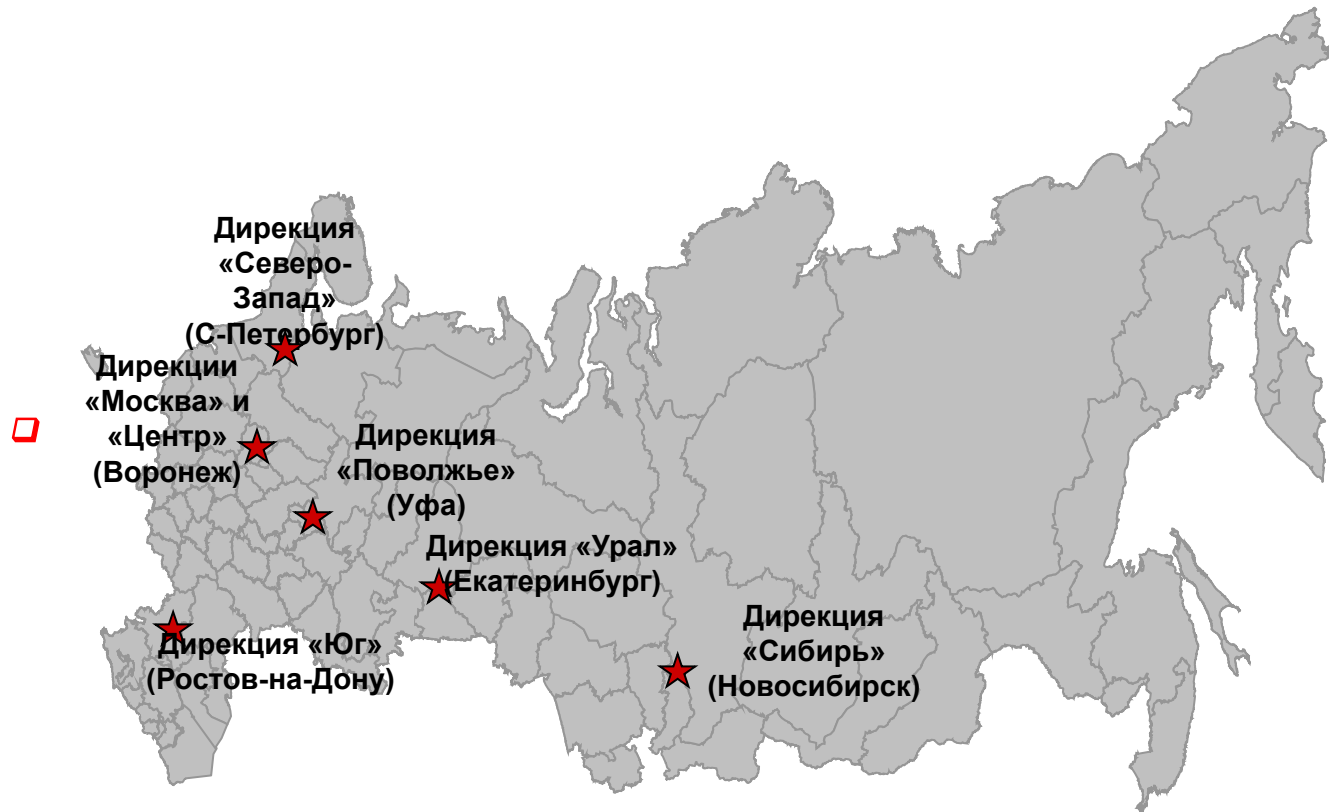 Дирекция
«Северо-
Запад»
(С-Петербург)
Дирекции
«Москва» и
«Центр»
(Воронеж)
Дирекция
«Поволжье»
(Уфа)
Дирекция «Урал»
(Екатеринбург)
Дирекция
«Сибирь»
(Новосибирск)
Дирекция «Юг»
(Ростов-на-Дону)